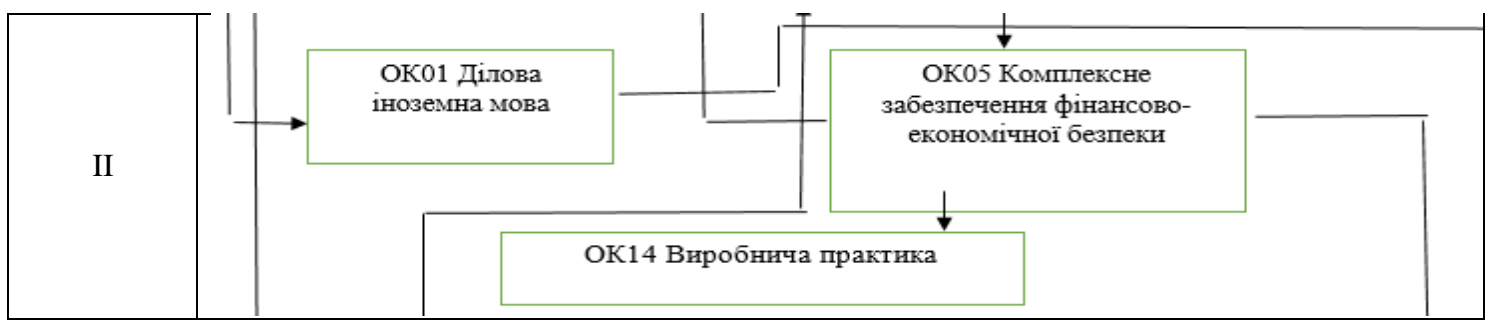 II
ОК01 Ділова
іноземна мова
ОК05 Комплексне
забезпечення фінансово-
економічної безпеки
ОК14 Виробнича практика